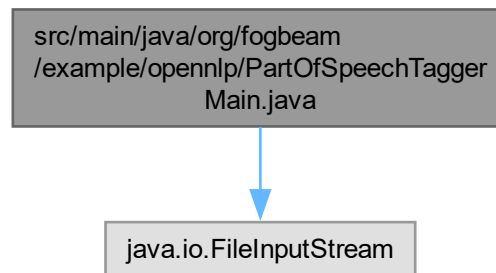 src/main/java/org/fogbeam
/example/opennlp/PartOfSpeechTagger
Main.java
java.io.FileInputStream